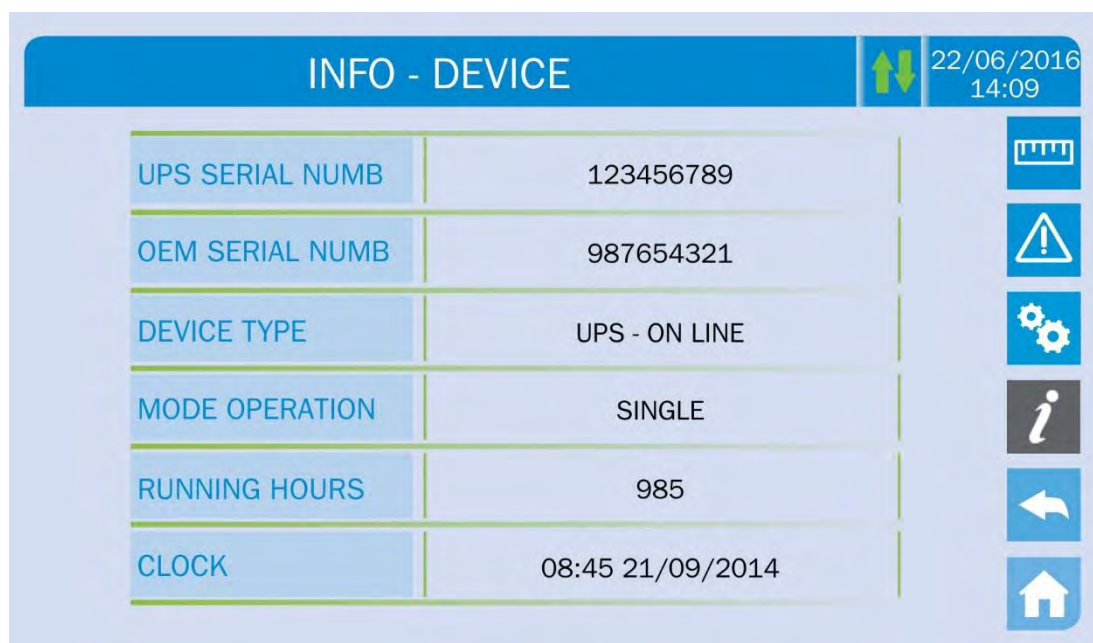 INFO - DEVICE
22/06/2016
14:09
UPS SERIAL NUMB 123456789
OEM SERIAL NUMB 987654321
DEVICE TYPE UPS - ON LINE
MODE OPERATION SINGLE
RUNNING HOURS 985
CLOCK 08:45 21/09/2014